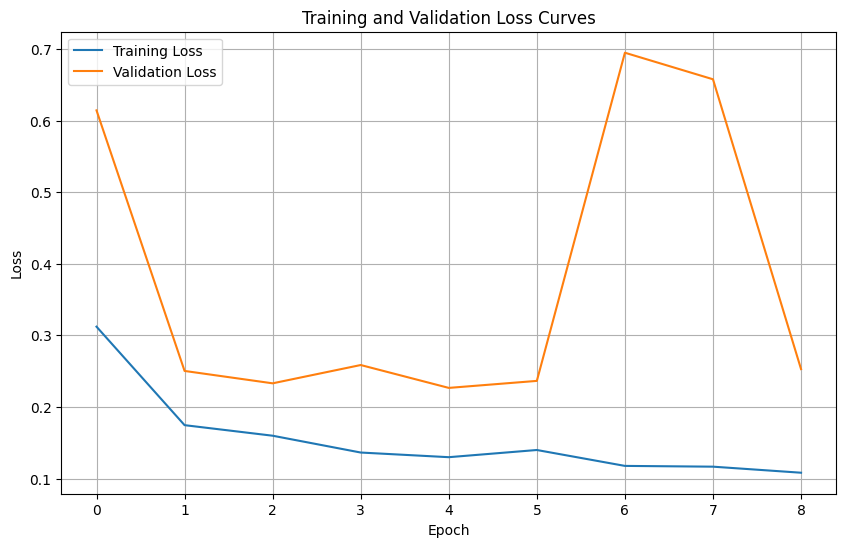 Training and Validation Loss Curves
Training Loss
Validation Loss
0.7
0.6
0.5
0.4
0.3
0.2
0.1
Loss
0 1 2 3 4 5 6 7 8
Epoch